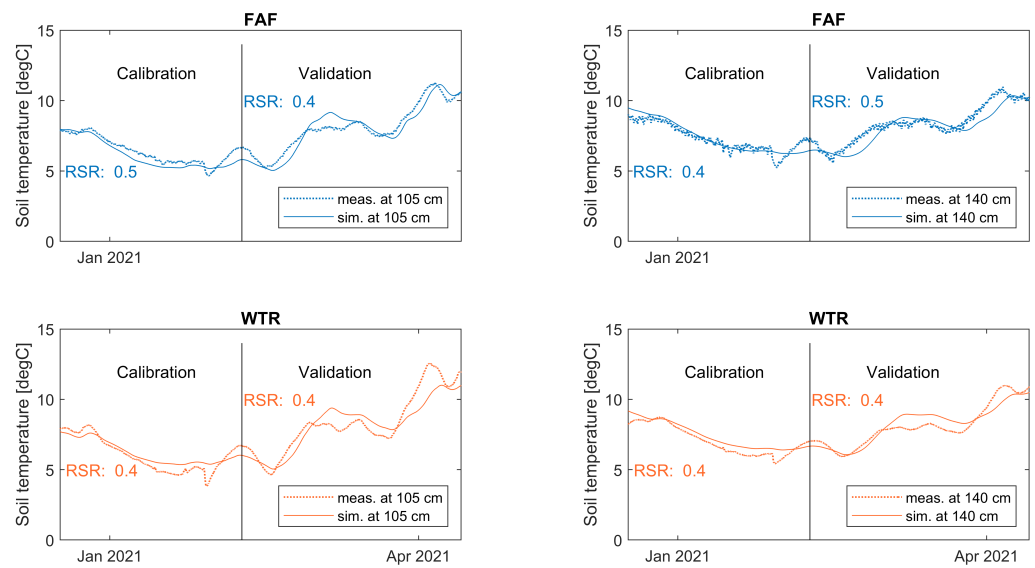 FAF
Soil temperature [degC]
15
10
5
0
Calibration
Validation
RSR: 0.4
RSR: 0.5
meas. at 105 cm
sim. at 105 cm
Jan 2021
FAF
Soil temperature [degC]
15
10
5
0
Calibration
Validation
RSR: 0.5
RSR: 0.4
meas. at 140 cm
sim. at 140 cm
Jan 2021
WTR
Soil temperature [degC]
15
10
5
0
Calibration
Validation
RSR: 0.4
RSR: 0.4
meas. at 105 cm
sim. at 105 cm
Jan 2021
Apr 2021
WTR
Soil temperature [degC]
15
10
5
0
Calibration
Validation
RSR: 0.4
RSR: 0.4
meas. at 140 cm
sim. at 140 cm
Jan 2021
Apr 2021